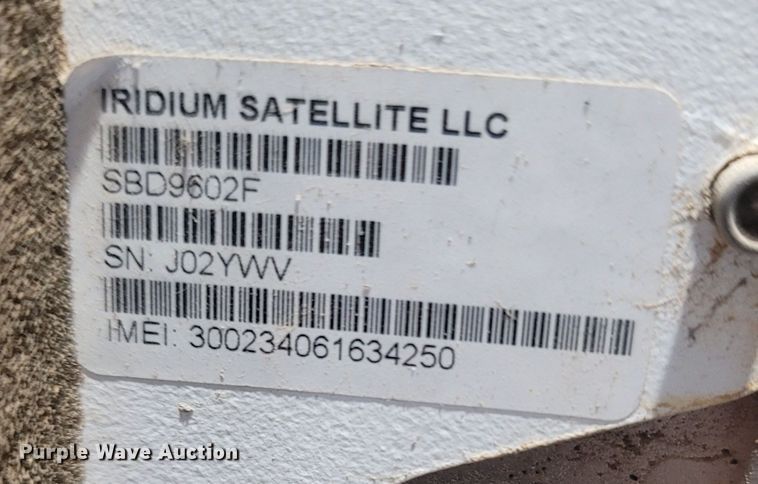 IRIDIUM SATELLITE LLC
SBD9602F
SN: J02YWV
IMEI: 300234061634250
Purple Wave Auction